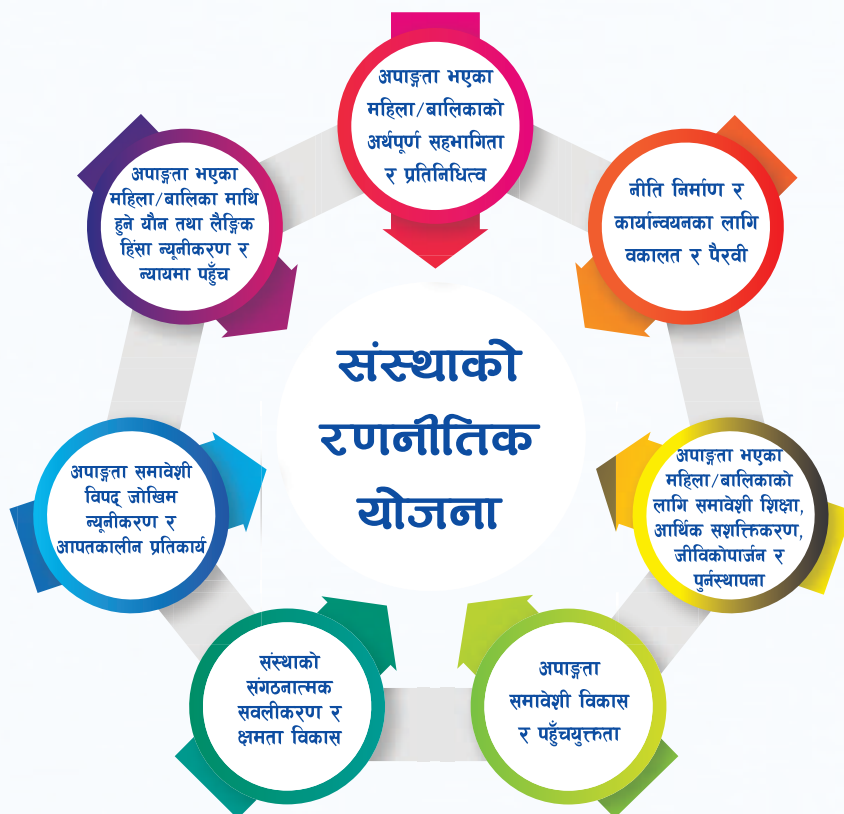 अपाङ्गता भएका
महिला/बालिकाको
अर्थपूर्ण सहभागिता
र प्रतिनिधित्व
नीति निर्माण र
कार्यान्वयनका लागि
वकालत र पैरवी
अपाङ्गता भएका
महिला/बालिकाको
लागि समावेशी शिक्षा,
आर्थिक सशक्तिकरण,
जीविकोपार्जन र
पुर्नस्थापना
अपाङ्गता
समावेशी विकास
र पहुँचयुक्तता
संस्थाको
संगठनात्मक
सवलीकरण र
क्षमता विकास
अपाङ्गता समावेशी
विपद् जोखिम
न्यूनीकरण र
आपतकालीन प्रतिकार्य
अपाङ्गता भएका
महिला/बालिका माथि
हुने यौन तथा लैङ्गिक
हिंसा न्यूनीकरण र
न्यायमा पहुँच
संस्थाको
रणनीतिक
योजना